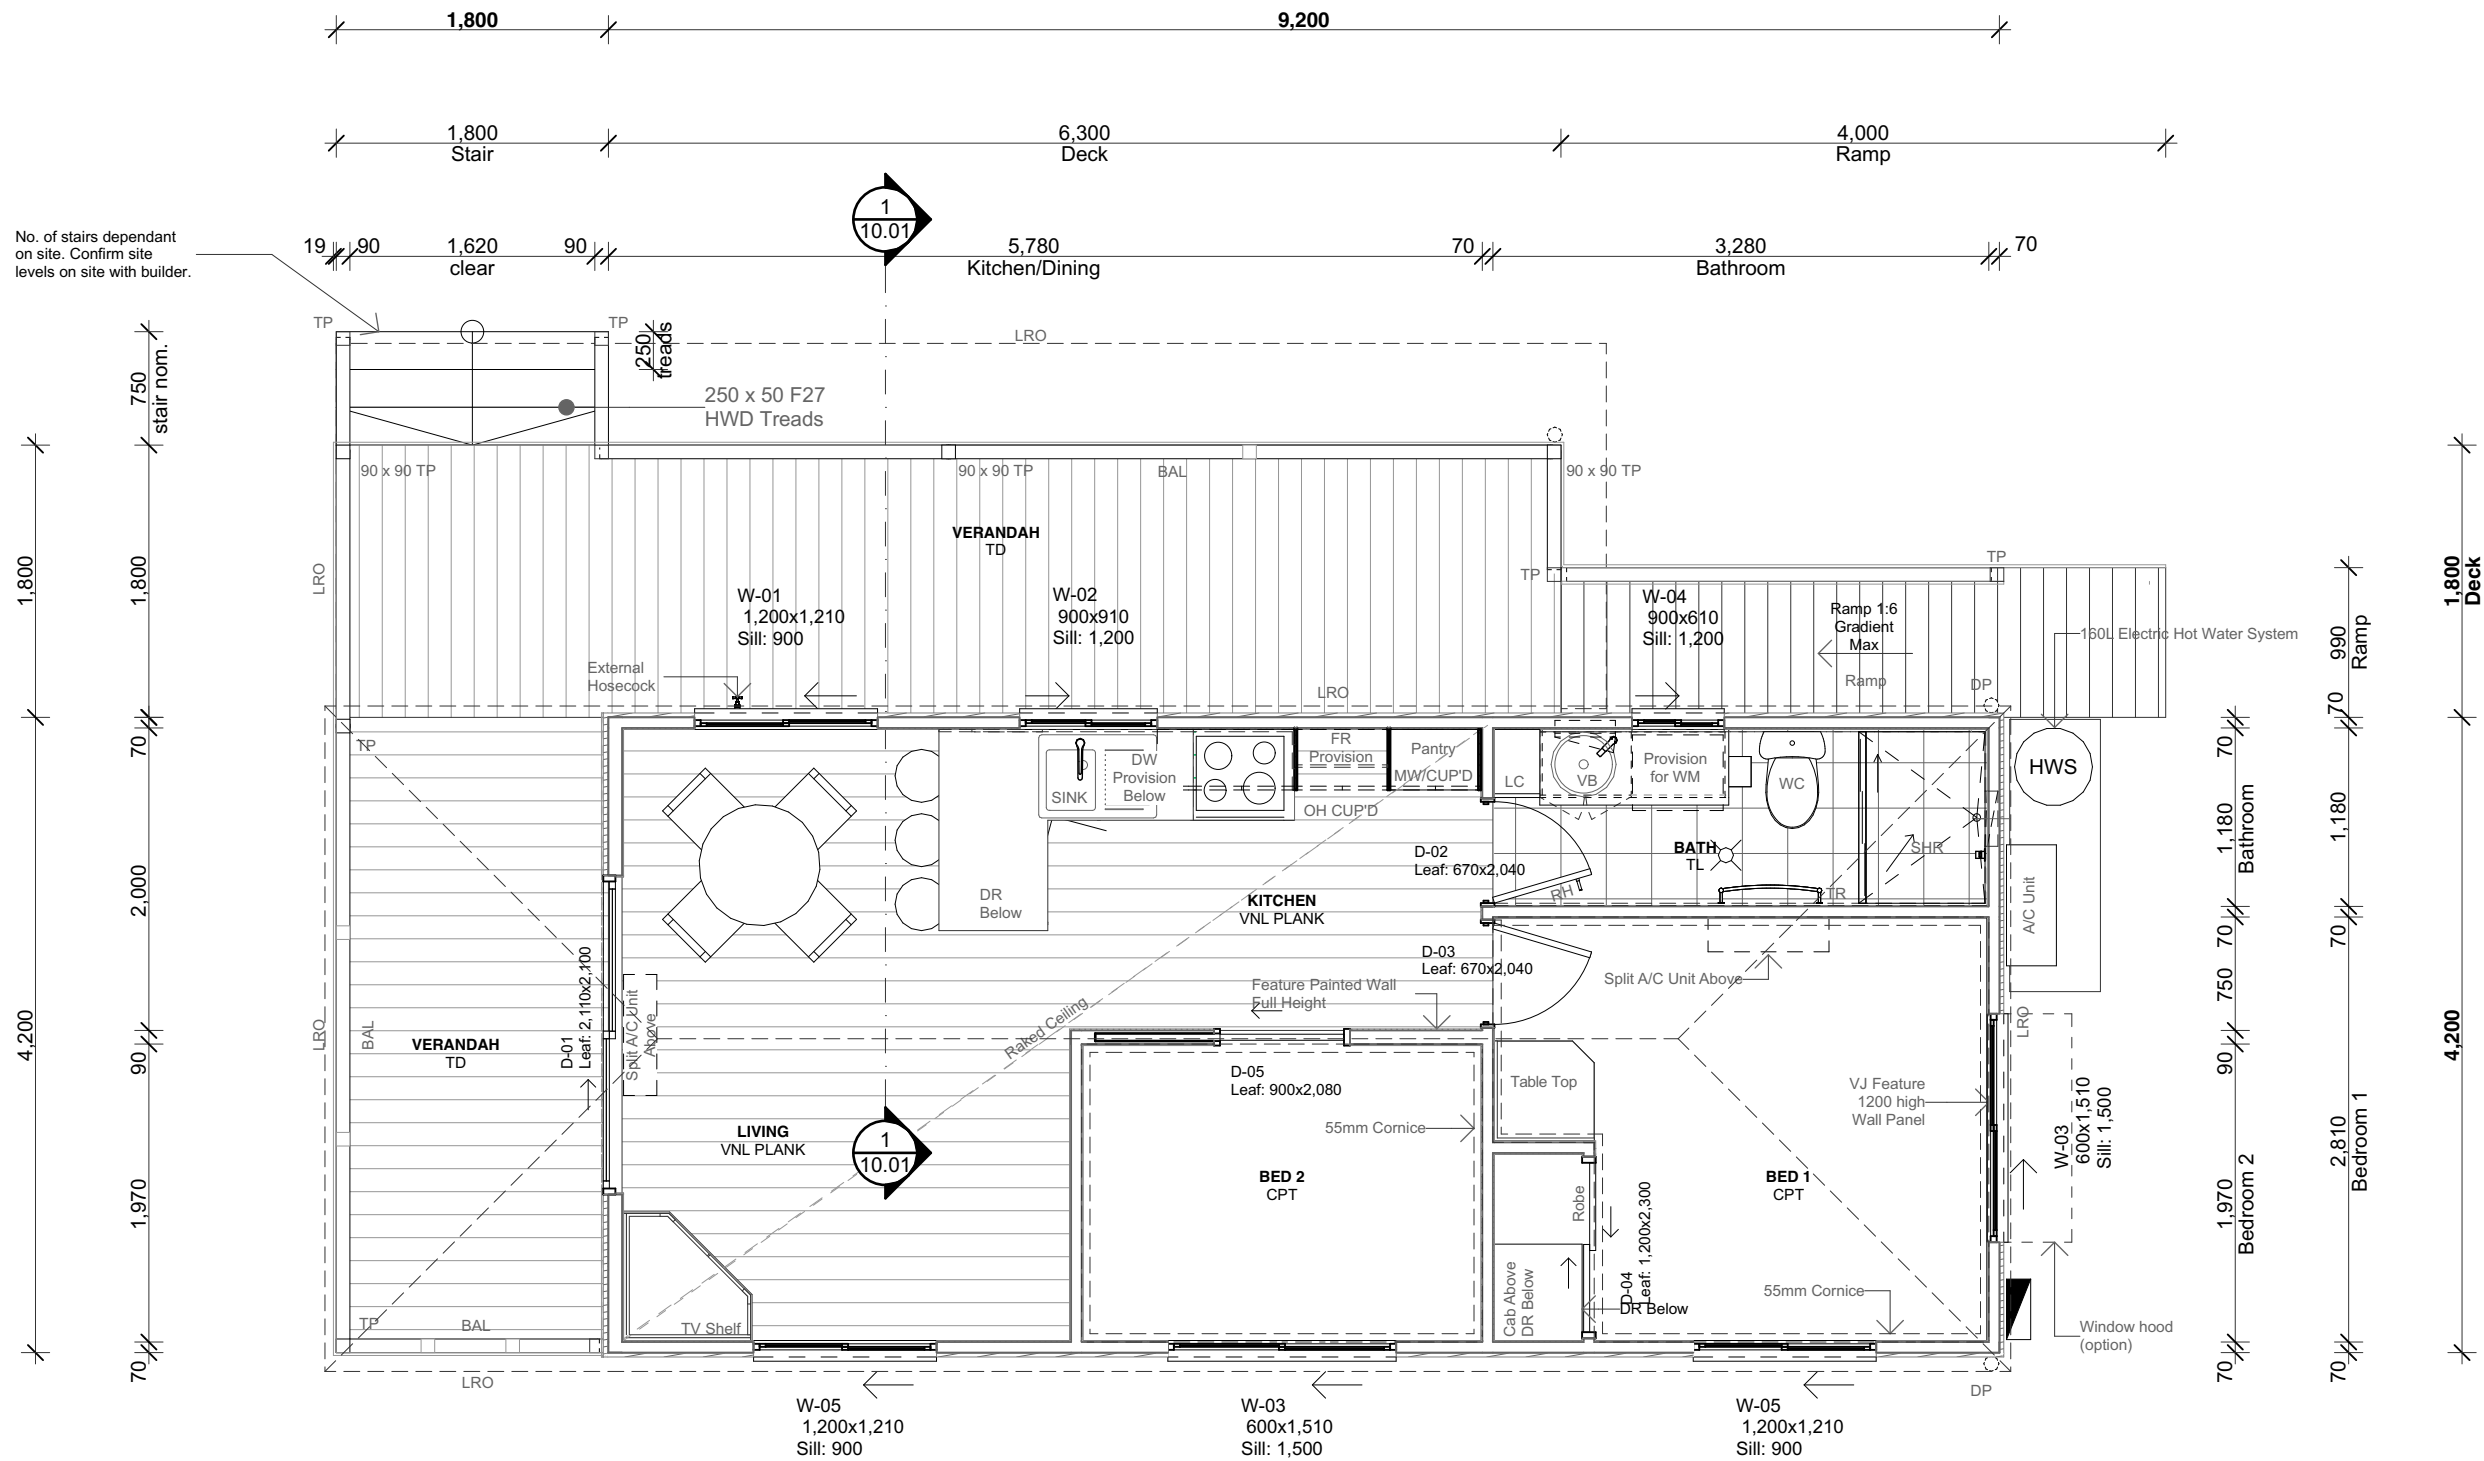 1,800
9,200
1,800
Stair
6,300
Deck
4,000
Ramp
1
10.01
No. of stairs dependant
on site. Confirm site
levels on site with builder.
19
90
1,620
clear
90
5,780
Kitchen/Dining
70
3,280
Bathroom
70
TP
TP
250
treads
LRO
750
stair nom.
250 x 50 F27
HWD Treads
90 x 90 TP
90 x 90 TP
BAL
90 x 90 TP
VERANDAH
TD
LRO
1,800
1,800
W-01
1,200x1,210
Sill: 900
W-02
900x910
Sill: 1,200
TP
W-04
900x610
Sill: 1,200
Ramp 1:6
Gradient
Max
TP
1,800
Deck
990
Ramp
160L Electric Hot Water System
External
Hosecock
LRO
Ramp
DP
70
TP
70
SINK
DW
Provision
Below
FR
Provision
Pantry
MW/CUP'D
OH CUP'D
LC
VB
Provision
for WM
WC
HWS
70
70
DR
Below
KITCHEN
VNL PLANK
D-02
Leaf: 670x2,040
RH
BATH
TL
SHR
TR
A/C Unit
1,180
Bathroom
1,180
2,000
D-03
Leaf: 670x2,040
Feature Painted Wall
Full Height
Split A/C Unit Above
70
70
750
4,200
LRO
BAL
VERANDAH
TD
D-01
Leaf: 2,110x2,100
Split A/C Unit
Above
Raked Ceiling
90
LRO
90
4,200
D-05
Leaf: 900x2,080
Table Top
VJ Feature
1200 high
Wall Panel
W-03
600x1,510
Sill: 1,500
55mm Cornice
LIVING
VNL PLANK
1
10.01
BED 2
CPT
BED 1
CPT
1,970
Robe
D-04
Leaf: 1,200x2,300
1,970
Bedroom 2
2,810
Bedroom 1
Cab Above
DR Below
DR Below
55mm Cornice
TP
BAL
TV Shelf
Window hood
(option)
70
70
70
LRO
DP
W-05
1,200x1,210
Sill: 900
W-03
600x1,510
Sill: 1,500
W-05
1,200x1,210
Sill: 900